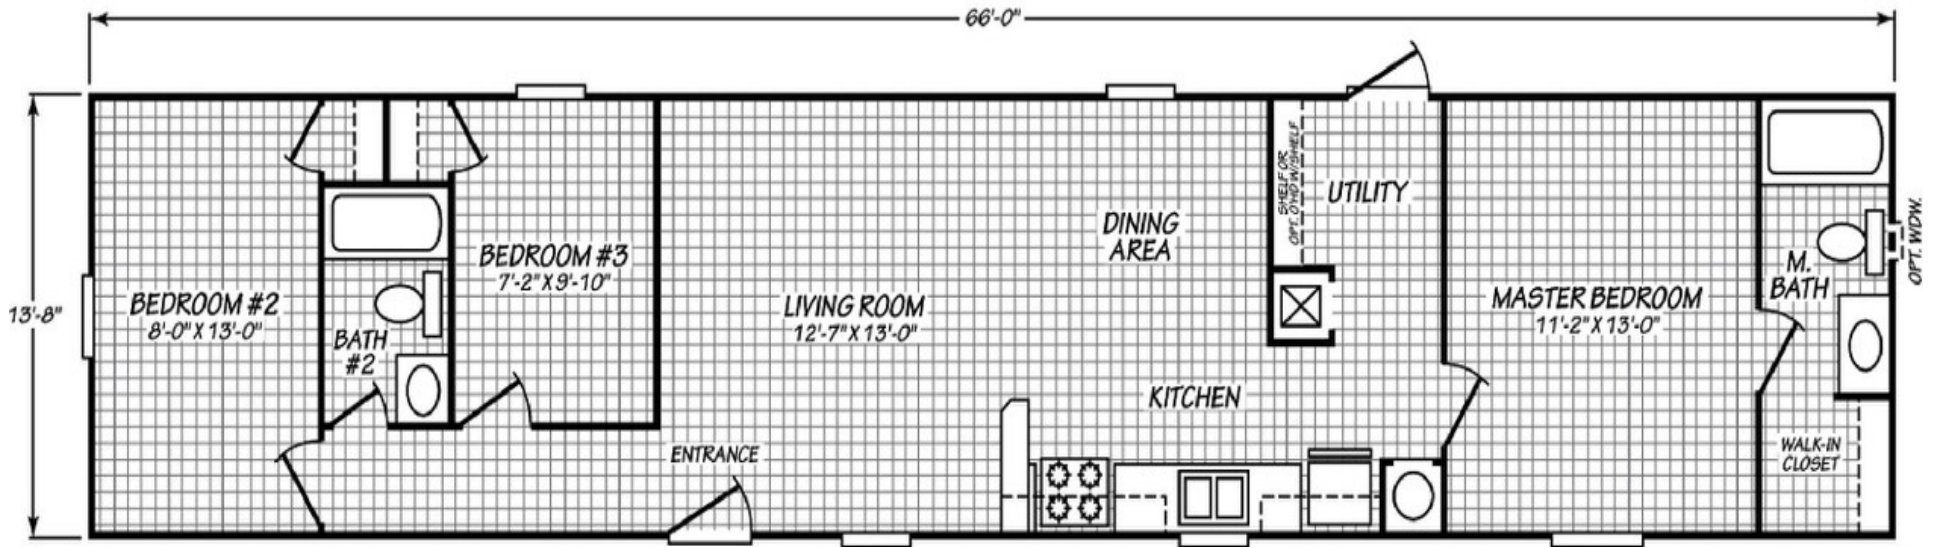 66'-0"
13'-8"
BEDROOM #2
8'-0" X 13'-0"
BATH
#2
BEDROOM #3
7'-2" X 9'-10"
LIVING ROOM
12'-7" X 13'-0"
ENTRANCE
DINING
AREA
KITCHEN
SHELF OR
OPT. O'HD W/SHELF
UTILITY
MASTER BEDROOM
11'-2" X 13'-0"
M.
BATH
OPT. WDW.
WALK-IN
CLOSET